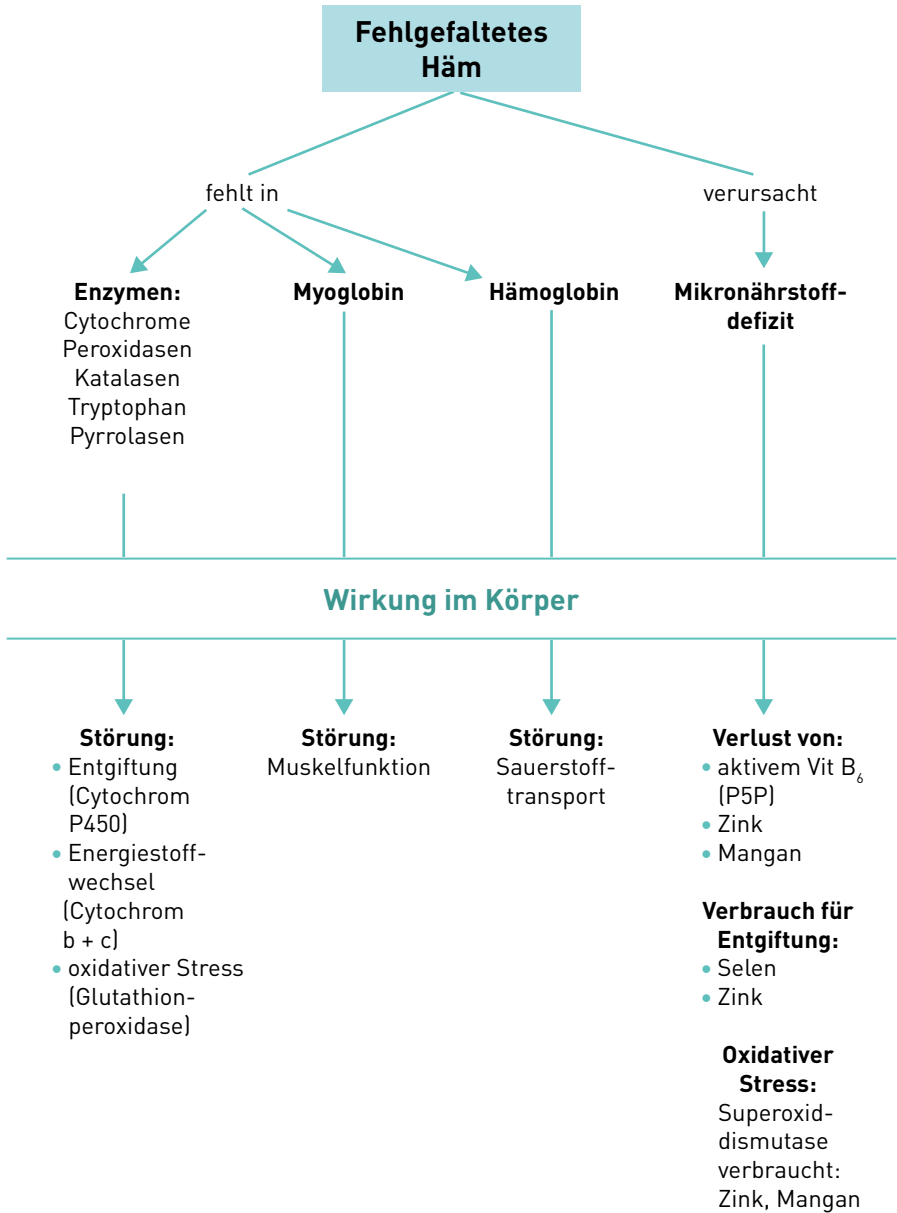 Fehlgefaltetes
Häm
fehlt in
verursacht
Enzymen:
Cytochrome
Peroxidasen
Katalasen
Tryptophan
Pyrrolasen
Myoglobin
Hämoglobin
Mikronährstoff-
defizit
Wirkung im Körper
Störung:
• Entgiftung
(Cytochrom
P450)
• Energiestoff-
wechsel
(Cytochrom
b + c)
• oxidativer Stress
(Glutathion-
peroxidase)
Störung:
Muskelfunktion
Störung:
Sauerstoff-
transport
Verlust von:
• aktivem Vit B₆
(P5P)
• Zink
• Mangan
Verbrauch für
Entgiftung:
• Selen
• Zink
Oxidativer
Stress:
Superoxid-
dismutase
verbraucht:
Zink, Mangan